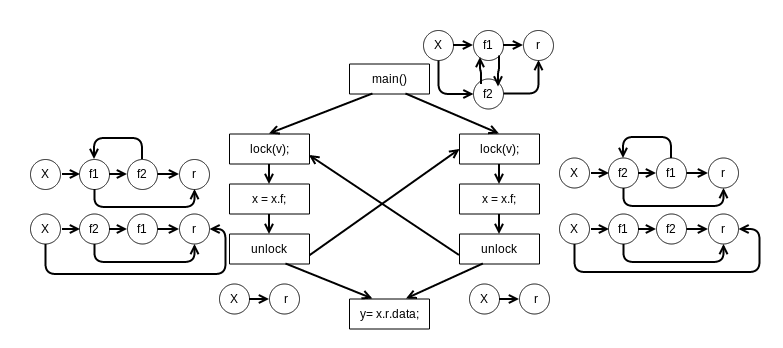 X f1 r
main()
f2
lock(v);
lock(v);
X f1 f2 r
X f2 f1 r
x = x.f;
x = x.f;
X f2 f1 r
X f1 f2 r
unlock
unlock
X r
X r
y= x.r.data;